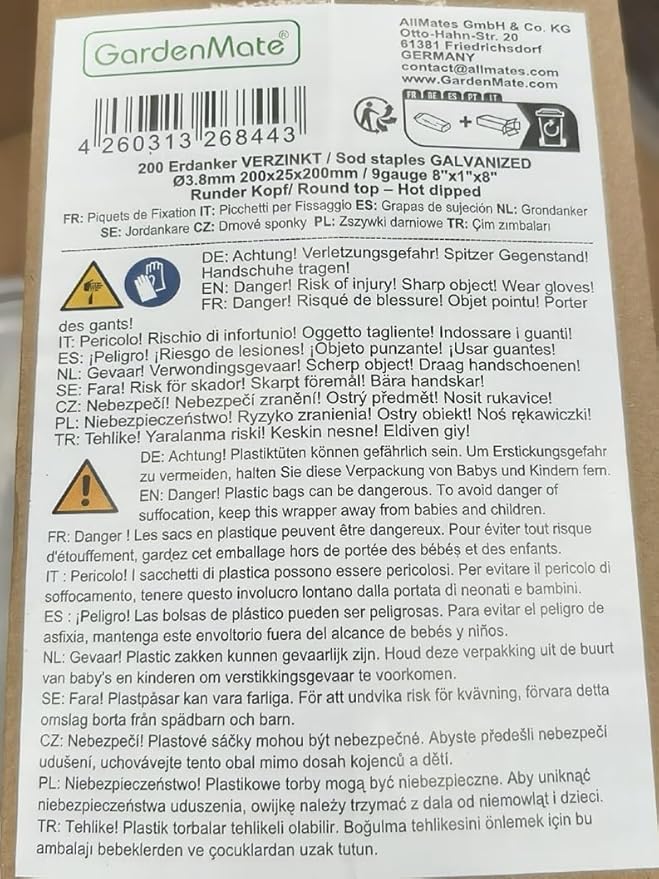 GardenMate®
AllMates GmbH & Co. KG
Otto-Hahn-Str. 20
61381 Friedrichsdorf
GERMANY
contact@allmates.com
www.GardenMate.com
FR DE ES PT IT
4 260313 268443
200 Erdanker VERZINKT / Sod staples GALVANIZED
Ø3.8mm 200x25x200mm / 9gauge 8"x1"x8"
Runder Kopf/ Round top – Hot dipped
FR: Piquets de Fixation IT: Picchetti per Fissaggio ES: Grapas de sujeción NL: Grondanker
SE: Jordankare CZ: Drnové sponky PL: Zszywki darniowe TR: Çim zımbaları
DE: Achtung! Verletzungsgefahr! Spitzer Gegenstand!
Handschuhe tragen!
EN: Danger! Risk of injury! Sharp object! Wear gloves!
FR: Danger! Risqué de blessure! Objet pointu! Porter
des gants!
IT: Pericolo! Rischio di infortunio! Oggetto tagliente! Indossare i guanti!
ES: ¡Peligro! ¡Riesgo de lesiones! ¡Objeto punzante! ¡Usar guantes!
NL: Gevaar! Verwondingsgevaar! Scherp object! Draag handschoenen!
SE: Fara! Risk för skador! Skarpt föremål! Bära handskar!
CZ: Nebezpečí! Nebezpečí zranění! Ostrý předmět! Nosit rukavice!
PL: Niebezpieczeństwo! Ryzyko zranienia! Ostry obiekt! Noś rękawiczki!
TR: Tehlike! Yaralanma riski! Keskin nesne! Eldiven giy!
DE: Achtung! Plastiktüten können gefährlich sein. Um Erstickungsgefahr
zu vermeiden, halten Sie diese Verpackung von Babys und Kindern fern.
EN: Danger! Plastic bags can be dangerous. To avoid danger of
suffocation, keep this wrapper away from babies and children.
FR: Danger ! Les sacs en plastique peuvent être dangereux. Pour éviter tout risque
d'étouffement, gardez cet emballage hors de portée des bébés et des enfants.
IT : Pericolo! I sacchetti di plastica possono essere pericolosi. Per evitare il pericolo di
soffocamento, tenere questo involucro lontano dalla portata di neonati e bambini.
ES : ¡Peligro! Las bolsas de plástico pueden ser peligrosas. Para evitar el peligro de
asfixia, mantenga este envoltorio fuera del alcance de bebés y niños.
NL: Gevaar! Plastic zakken kunnen gevaarlijk zijn. Houd deze verpakking uit de buurt
van baby's en kinderen om verstikkingsgevaar te voorkomen.
SE: Fara! Plastpåsar kan vara farliga. För att undvika risk för kvävning, förvara detta
omslag borta från spädbarn och barn.
CZ: Nebezpečí! Plastové sáčky mohou být nebezpečné. Abyste předešli nebezpečí
udušení, uchovávejte tento obal mimo dosah kojenců a dětí.
PL: Niebezpieczeństwo! Plastikowe torby mogą być niebezpieczne. Aby uniknąć
niebezpieczeństwa uduszenia, owijkę należy trzymać z dala od niemowląt i dzieci.
TR: Tehlike! Plastik torbalar tehlikeli olabilir. Boğulma tehlikesini önlemek için bu
ambalajı bebeklerden ve çocuklardan uzak tutun.